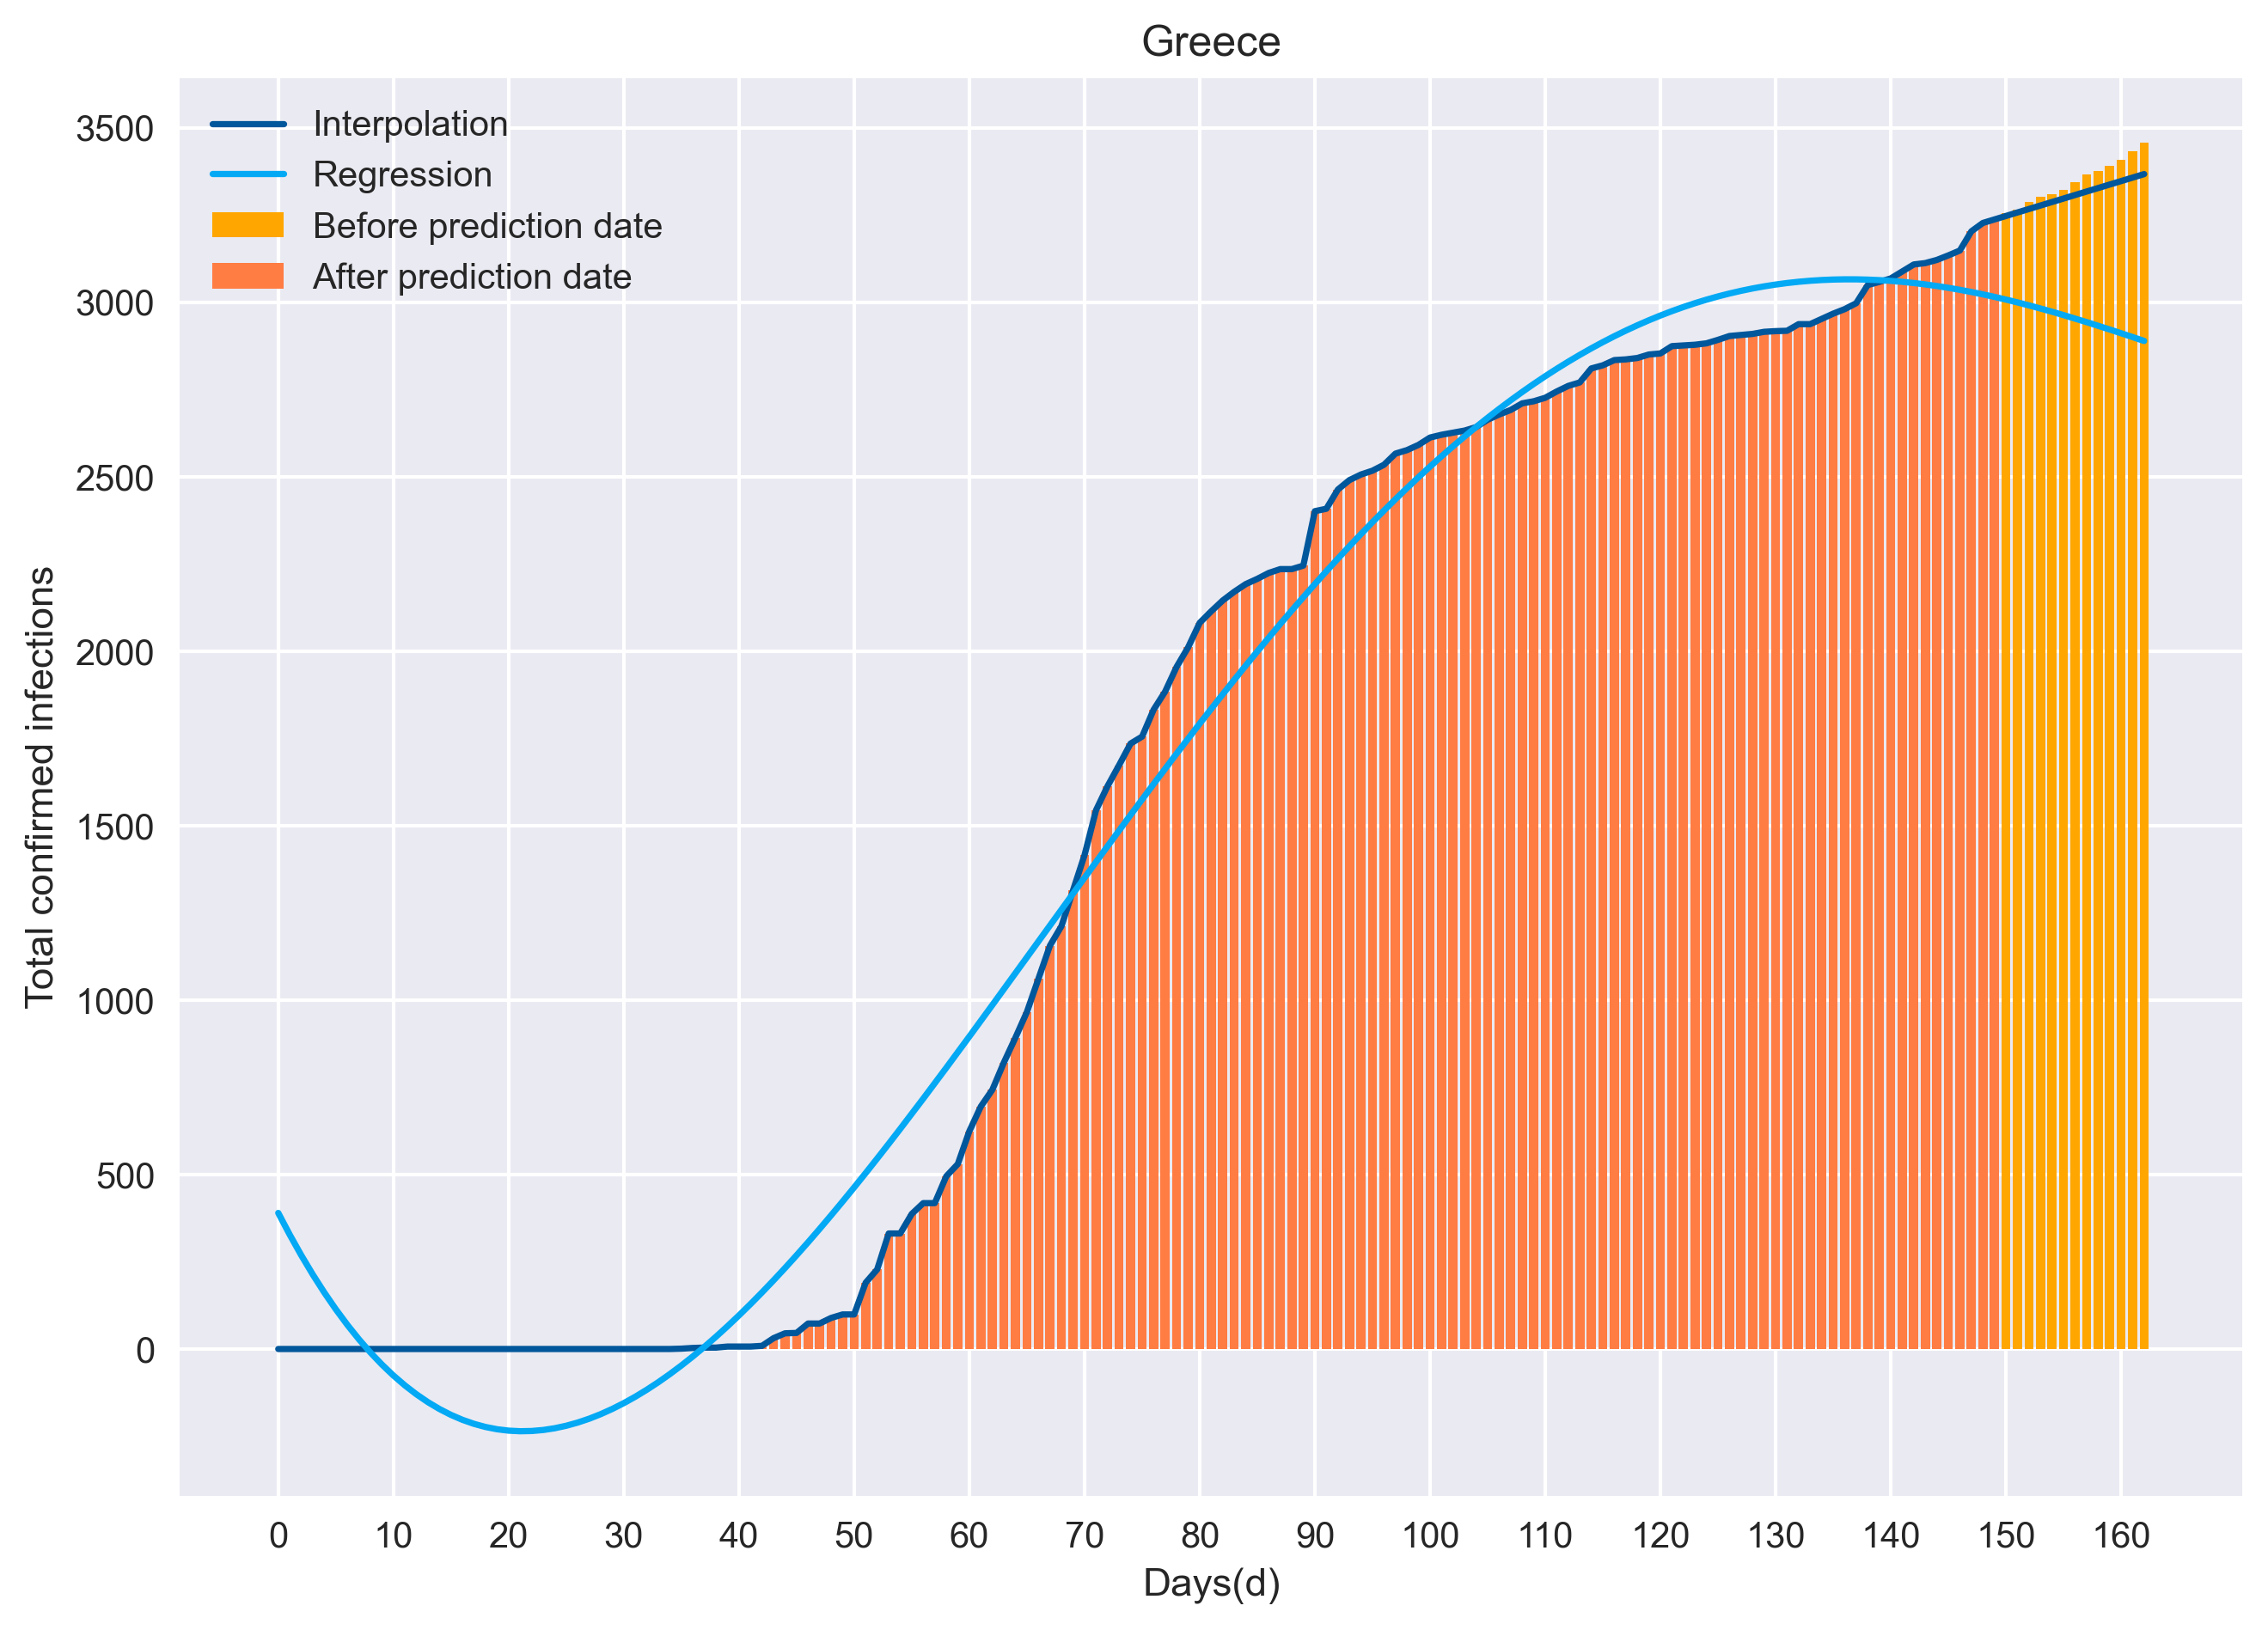 Greece
Interpolation
Regression
Before prediction date
After prediction date
Total confirmed infections
3500
3000
2500
2000
1500
1000
500
0
0 10 20 30 40 50 60 70 80 90 100 110 120 130 140 150 160
Days(d)